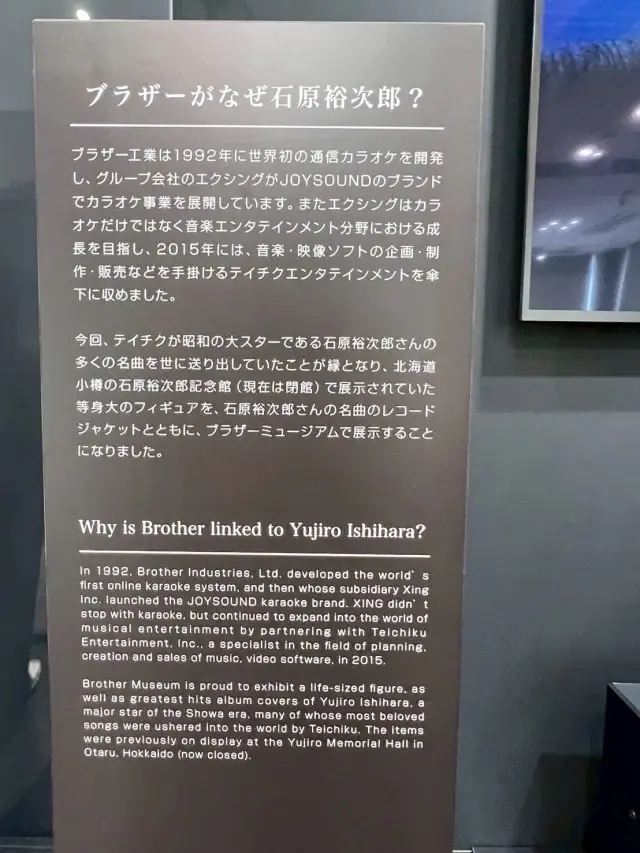 ブラザーがなぜ石原裕次郎？
ブラザー工業は1992年に世界初の通信カラオケを開発
し、グループ会社のエクシングがJOYSOUNDのブランド
でカラオケ事業を展開しています。またエクシングはカラ
オケだけではなく音楽エンタテインメント分野における成
長を目指し、2015年には、音楽・映像ソフトの企画・制
作・販売などを手掛けるテイチクエンタテインメントを傘
下に収めました。
今回、テイチクが昭和の大スターである石原裕次郎さんの
多くの名曲を世に送り出していたことが縁となり、北海道
小樽の石原裕次郎記念館（現在は閉館）で展示されていた
等身大のフィギュアを、石原裕次郎さんの名曲のレコード
ジャケットとともに、ブラザーミュージアムで展示すること
になりました。
Why is Brother linked to Yujiro Ishihara?
In 1992, Brother Industries, Ltd. developed the world's
first online karaoke system, and then whose subsidiary Xing
Inc. launched the JOYSOUND karaoke brand. XING didn't
stop with karaoke, but continued to expand into the world of
musical entertainment by partnering with Teichiku
Entertainment, Inc., a specialist in the field of planning,
creation and sales of music, video software, in 2015.
Brother Museum is proud to exhibit a life-sized figure, as
well as greatest hits album covers of Yujiro Ishihara, a
major star of the Showa era, many of whose most beloved
songs were ushered into the world by Teichiku. The items
were previously on display at the Yujiro Memorial Hall in
Otaru, Hokkaido (now closed).